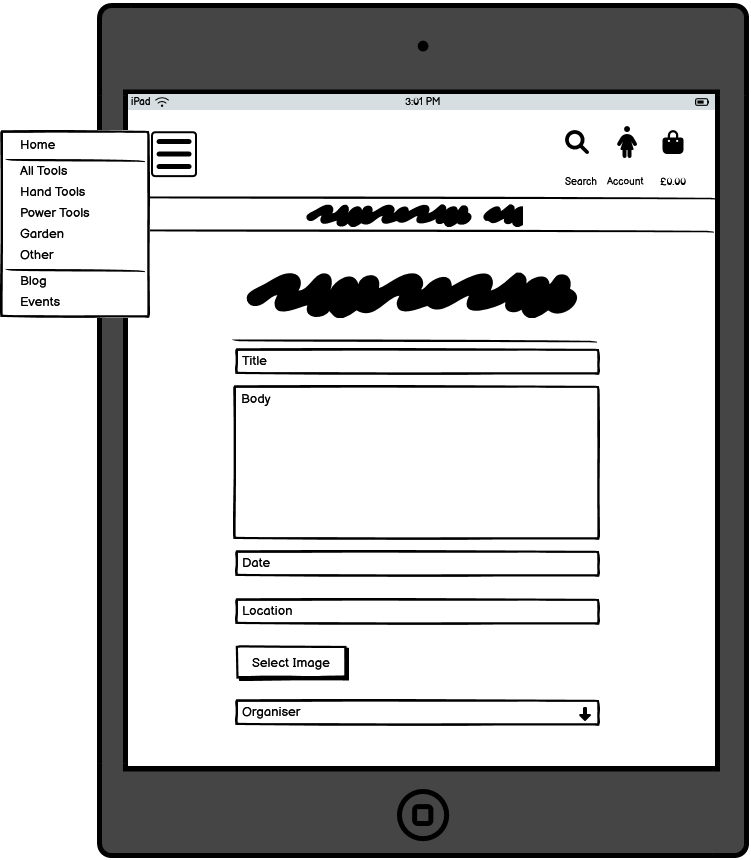 iPad 3:01 PM
Home
All Tools
Hand Tools
Power Tools
Garden
Other
Blog
Events
Search Account £0.00
Title
Body
Date
Location
Select Image
Organiser